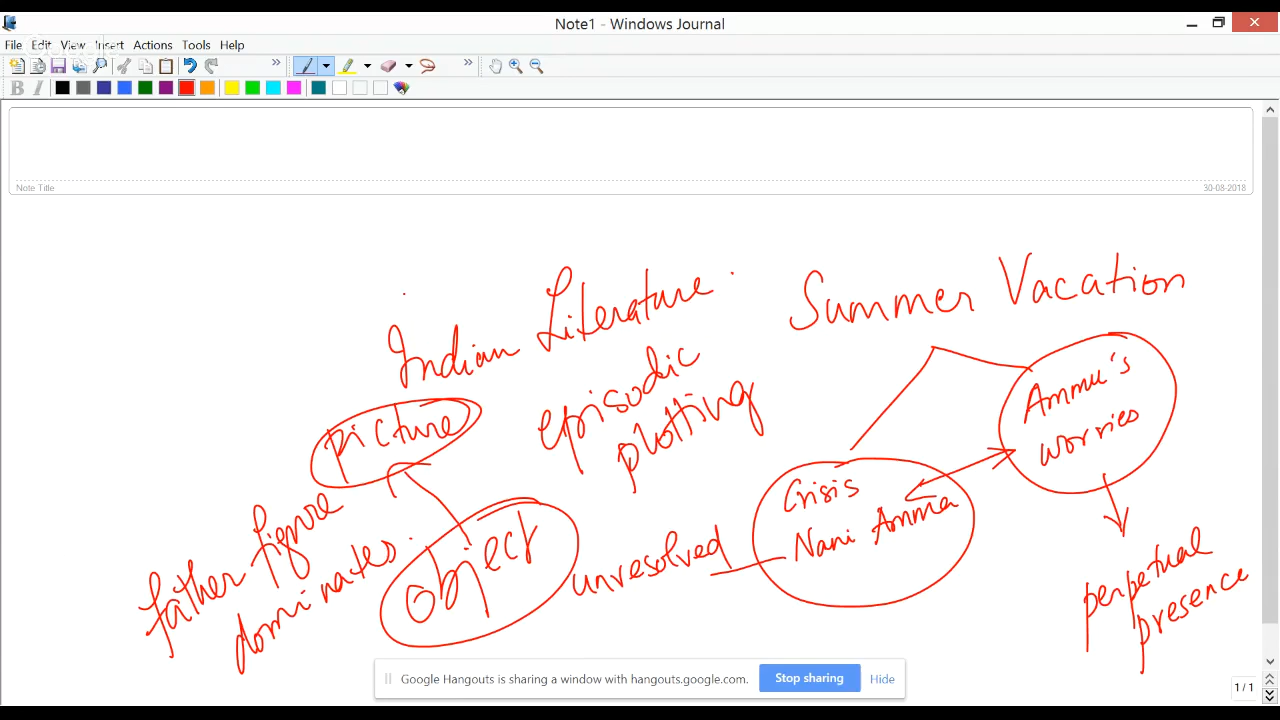 Note1 - Windows Journal
File Edit View Insert Actions Tools Help
Note Title
30-08-2018
Indian Literature
Summer Vacation
picture
episodic
plotting
Ammu's
worries
Crisis
Nani Amma
father figure
dominates.
object
unresolved
perpetual
presence
Google Hangouts is sharing a window with hangouts.google.com.
Stop sharing
Hide
1 / 1